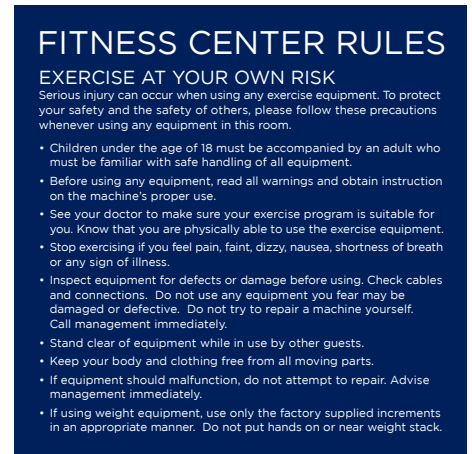 FITNESS CENTER RULES
EXERCISE AT YOUR OWN RISK
Serious injury can occur when using any exercise equipment. To protect
your safety and the safety of others, please follow these precautions
whenever using any equipment in this room.
• Children under the age of 18 must be accompanied by an adult who
must be familiar with safe handling of all equipment.
• Before using any equipment, read all warnings and obtain instruction
on the machine's proper use.
• See your doctor to make sure your exercise program is suitable for
you. Know that you are physically able to use the exercise equipment.
• Stop exercising if you feel pain, faint, dizzy, nausea, shortness of breath
or any sign of illness.
• Inspect equipment for defects or damage before using. Check cables
and connections.  Do not use any equipment you fear may be
damaged or defective.  Do not try to repair a machine yourself.
Call management immediately.
• Stand clear of equipment while in use by other guests.
• Keep your body and clothing free from all moving parts.
• If equipment should malfunction, do not attempt to repair. Advise
management immediately.
• If using weight equipment, use only the factory supplied increments
in an appropriate manner.  Do not put hands on or near weight stack.